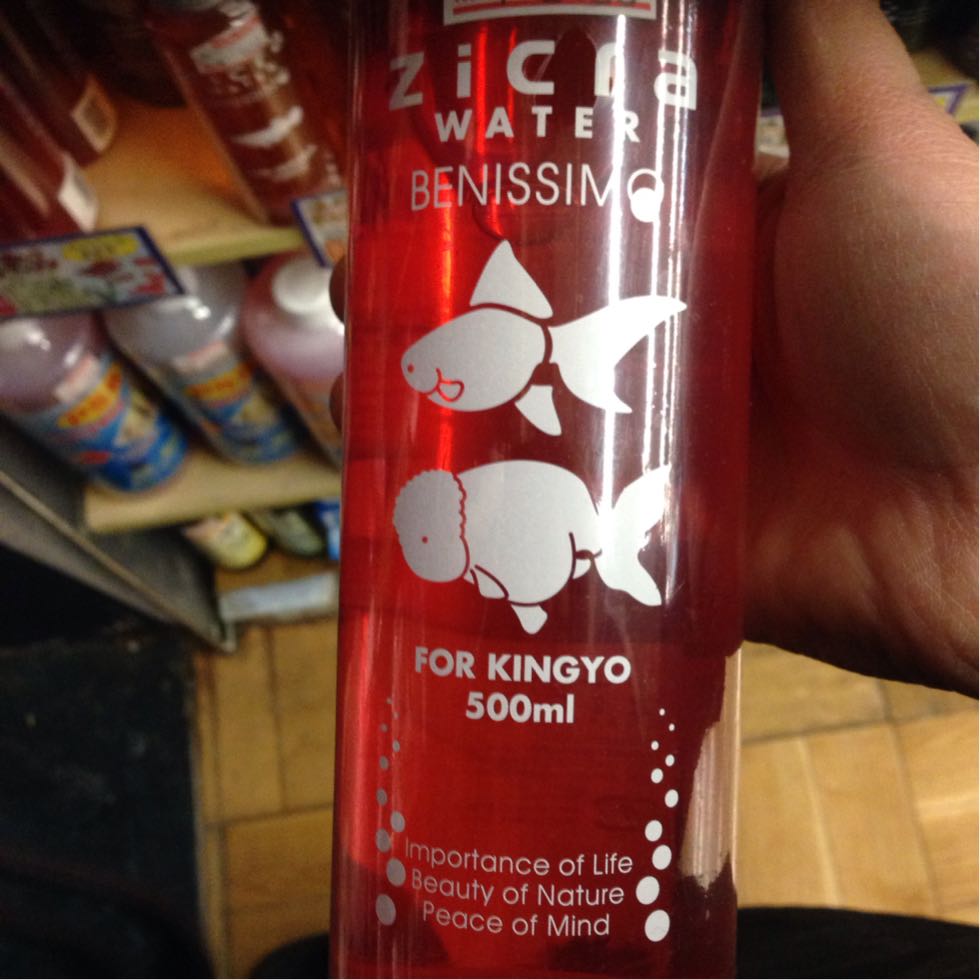 zicra
WATER
BENISSIMO
FOR KINGYO
500ml
Importance of Life
Beauty of Nature
Peace of Mind